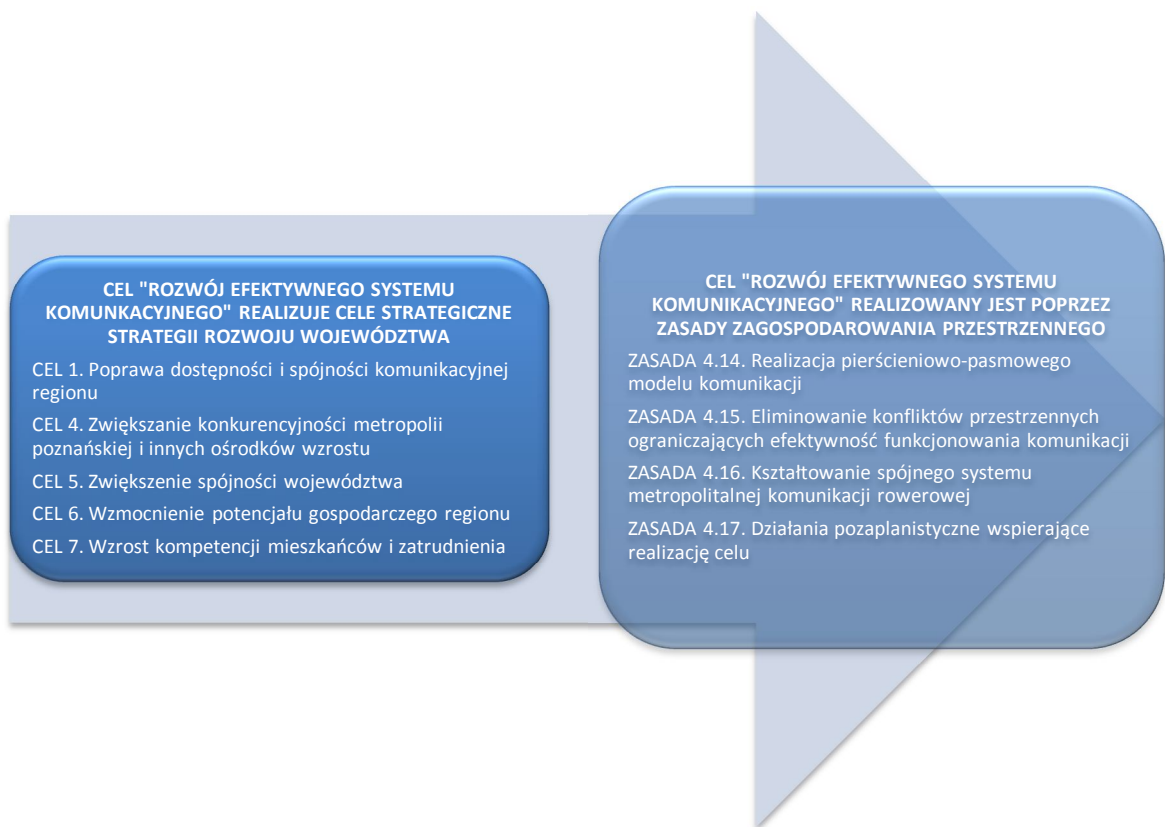 CEL "ROZWÓJ EFEKTYWNEGO SYSTEMU
KOMUNKACYJNEGO" REALIZUJE CELE STRATEGICZNE
STRATEGII ROZWOJU WOJEWÓDZTWA
CEL 1. Poprawa dostępności i spójności komunikacyjnej
regionu
CEL 4. Zwiększanie konkurencyjności metropolii
poznańskiej i innych ośrodków wzrostu
CEL 5. Zwiększenie spójności województwa
CEL 6. Wzmocnienie potencjału gospodarczego regionu
CEL 7. Wzrost kompetencji mieszkańców i zatrudnienia
CEL "ROZWÓJ EFEKTYWNEGO SYSTEMU
KOMUNIKACYJNEGO" REALIZOWANY JEST POPRZEZ
ZASADY ZAGOSPODAROWANIA PRZESTRZENNEGO
ZASADA 4.14. Realizacja pierścieniowo-pasmowego
modelu komunikacji
ZASADA 4.15. Eliminowanie konfliktów przestrzennych
ograniczających efektywność funkcjonowania komunikacji
ZASADA 4.16. Kształtowanie spójnego systemu
metropolitalnej komunikacji rowerowej
ZASADA 4.17. Działania pozaplanistyczne wspierające
realizację celu